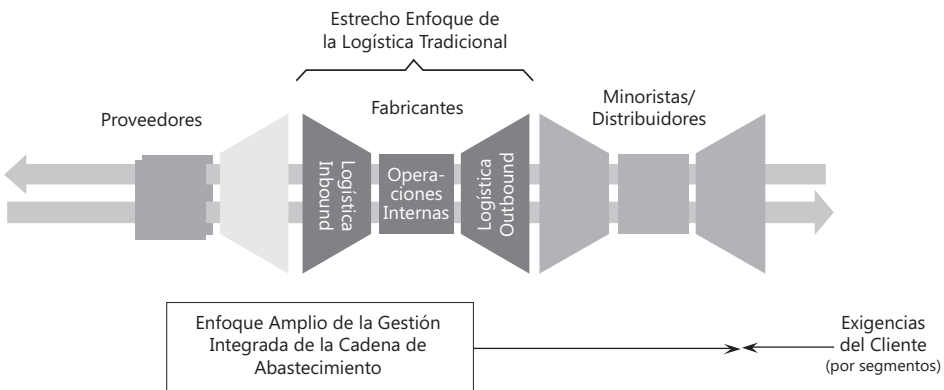 Estrecho Enfoque de
la Logística Tradicional
Proveedores
Fabricantes
Minoristas/
Distribuidores
Logística
Inbound
Opera-
ciones
Internas
Logística
Outbound
Enfoque Amplio de la Gestión
Integrada de la Cadena de
Abastecimiento
Exigencias
del Cliente
(por segmentos)